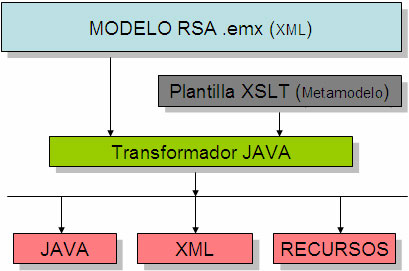 MODELO RSA .emx (XML)
Plantilla XSLT (Metamodelo)
Transformador JAVA
JAVA
XML
RECURSOS